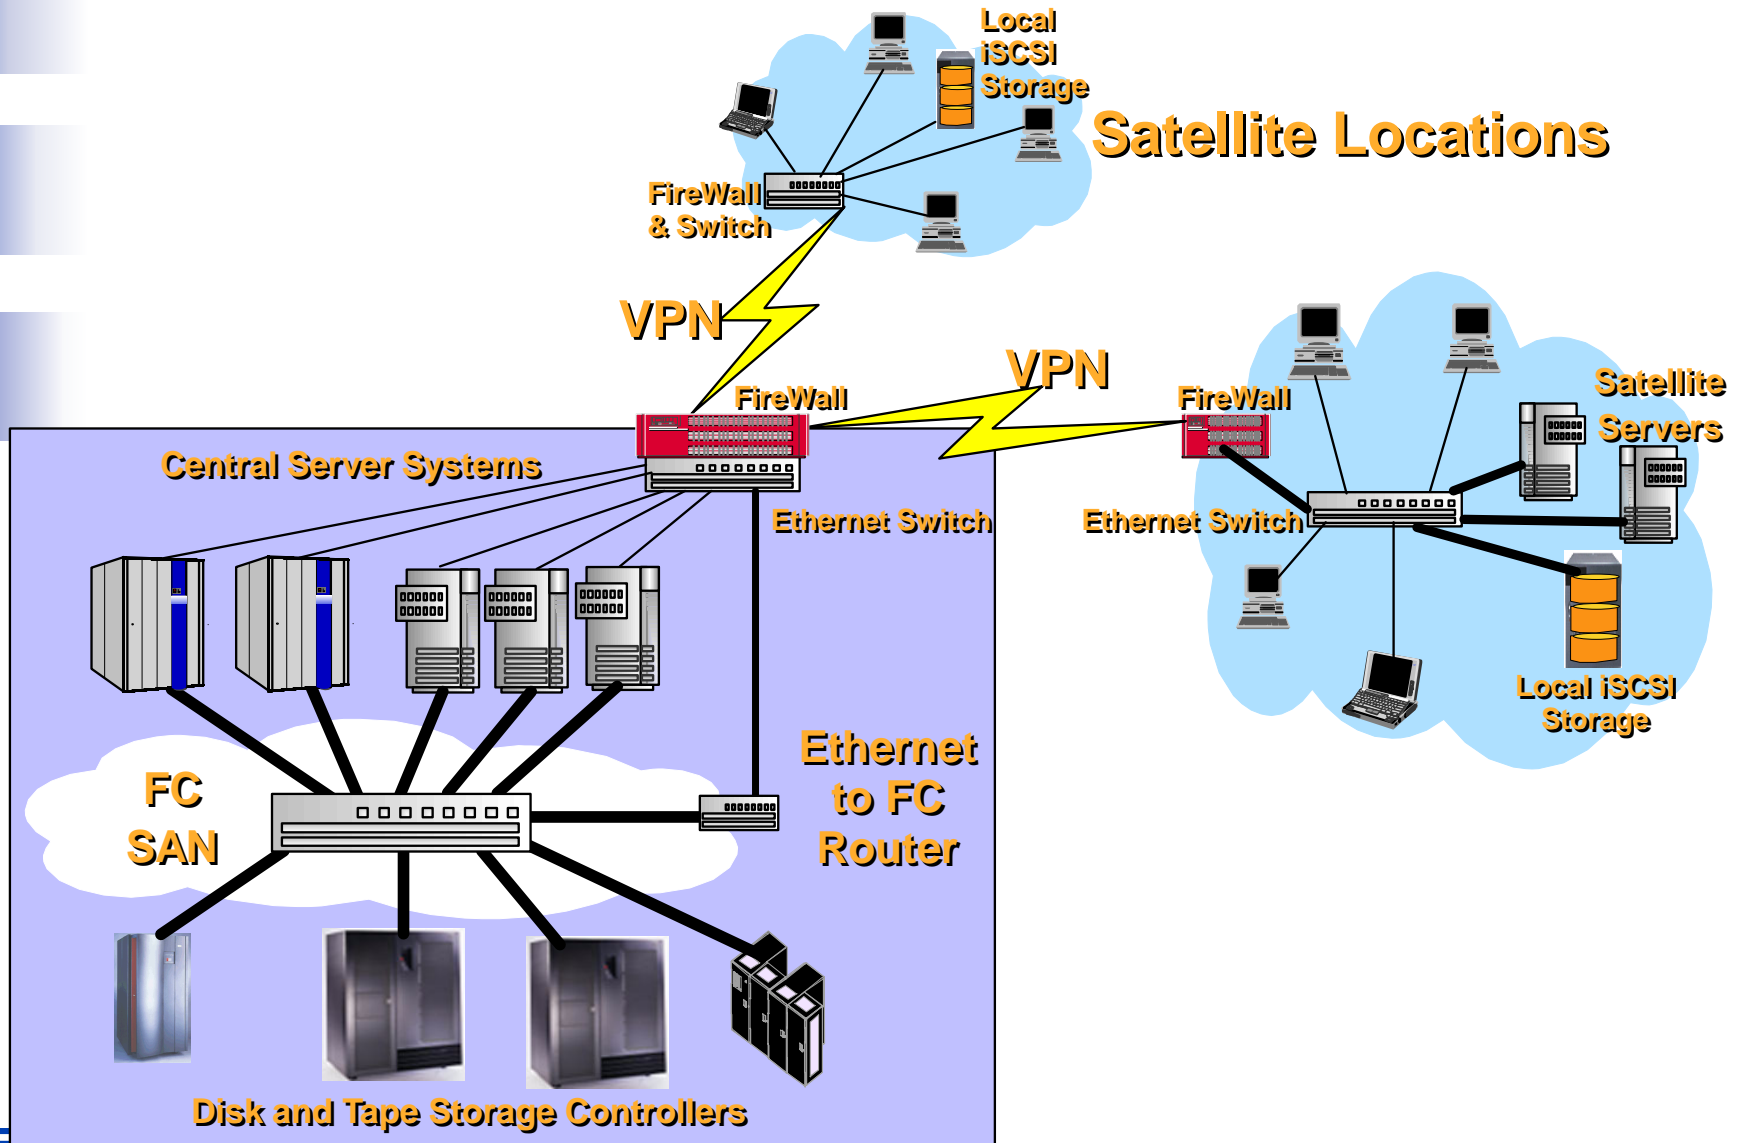 Local
iSCSI
Storage
Satellite Locations
FireWall
& Switch
VPN
VPN
FireWall
FireWall
Satellite
Servers
Central Server Systems
Ethernet Switch
Ethernet Switch
Local iSCSI
Storage
Ethernet
to FC
Router
FC
SAN
Disk and Tape Storage Controllers